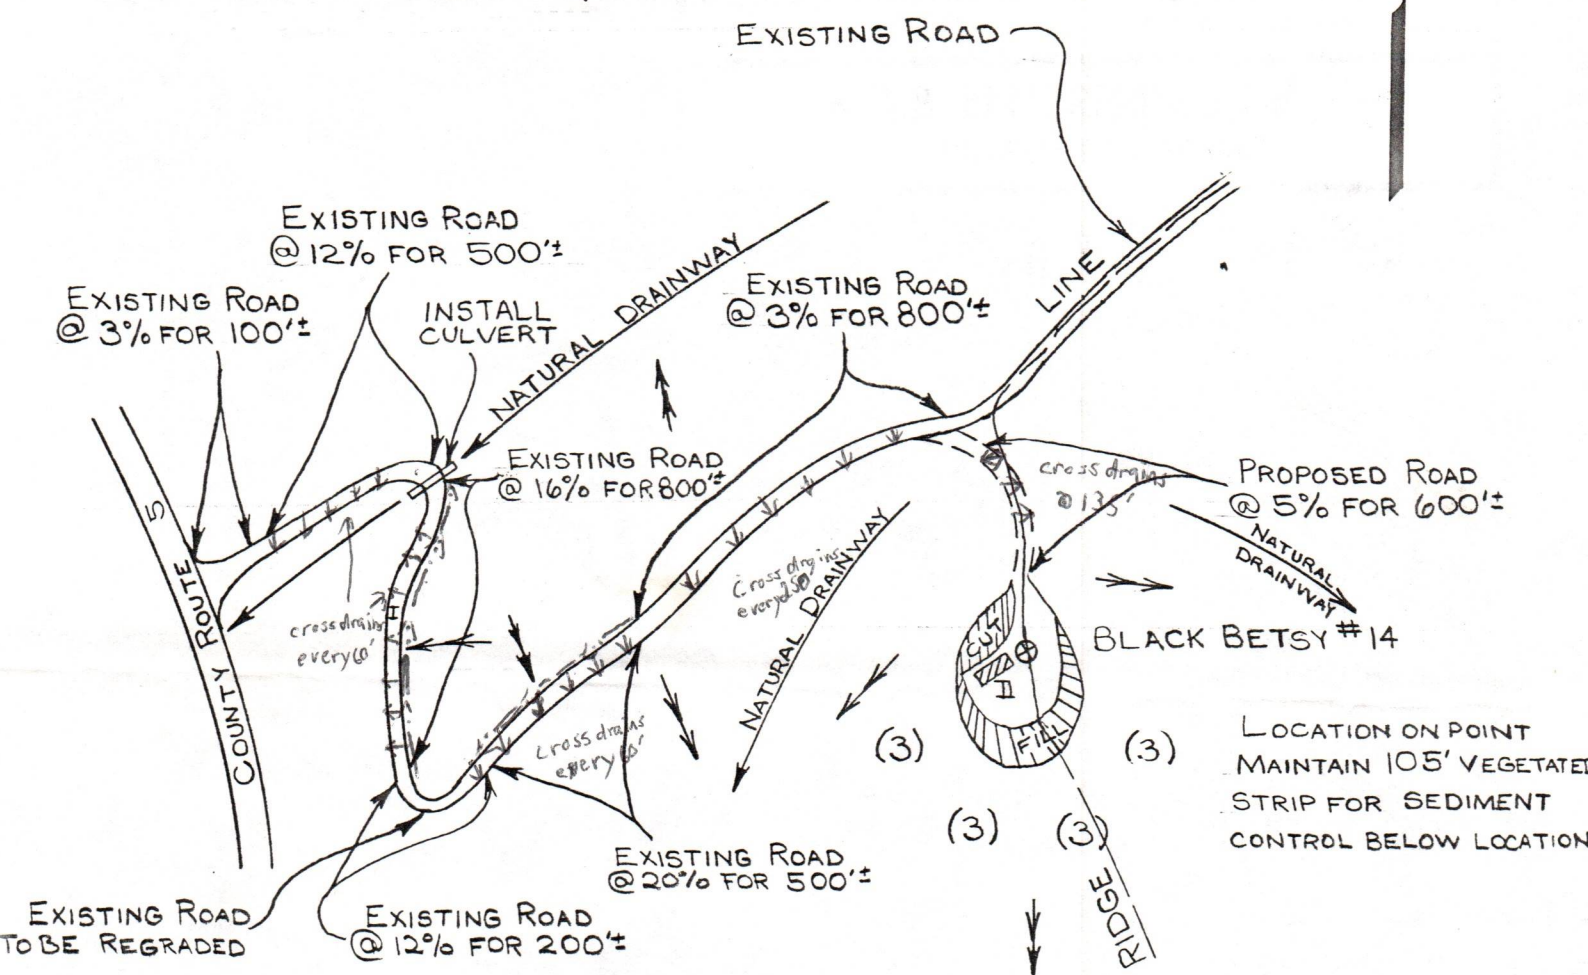 EXISTING ROAD
EXISTING ROAD
@ 12% FOR 500'±
EXISTING ROAD
@ 3% FOR 100'±
INSTALL
CULVERT
NATURAL DRAINWAY
EXISTING ROAD
@ 3% FOR 800'±
LINE
EXISTING ROAD
@ 16% FOR 800'±
cross drains
@ 135'
PROPOSED ROAD
@ 5% FOR 600'±
NATURAL
DRAINWAY
COUNTY ROUTE 5
cross drains
every 60'
cross drains
every 250'
NATURAL DRAINWAY
CUT
FILL
BLACK BETSY #14
cross drains
every 60'
(3)
(3)
(3)
(3)
LOCATION ON POINT
MAINTAIN 105' VEGETATED
STRIP FOR SEDIMENT
CONTROL BELOW LOCATION
EXISTING ROAD
@ 20% FOR 500'±
EXISTING ROAD
TO BE REGRADED
EXISTING ROAD
@ 12% FOR 200'±
RIDGE